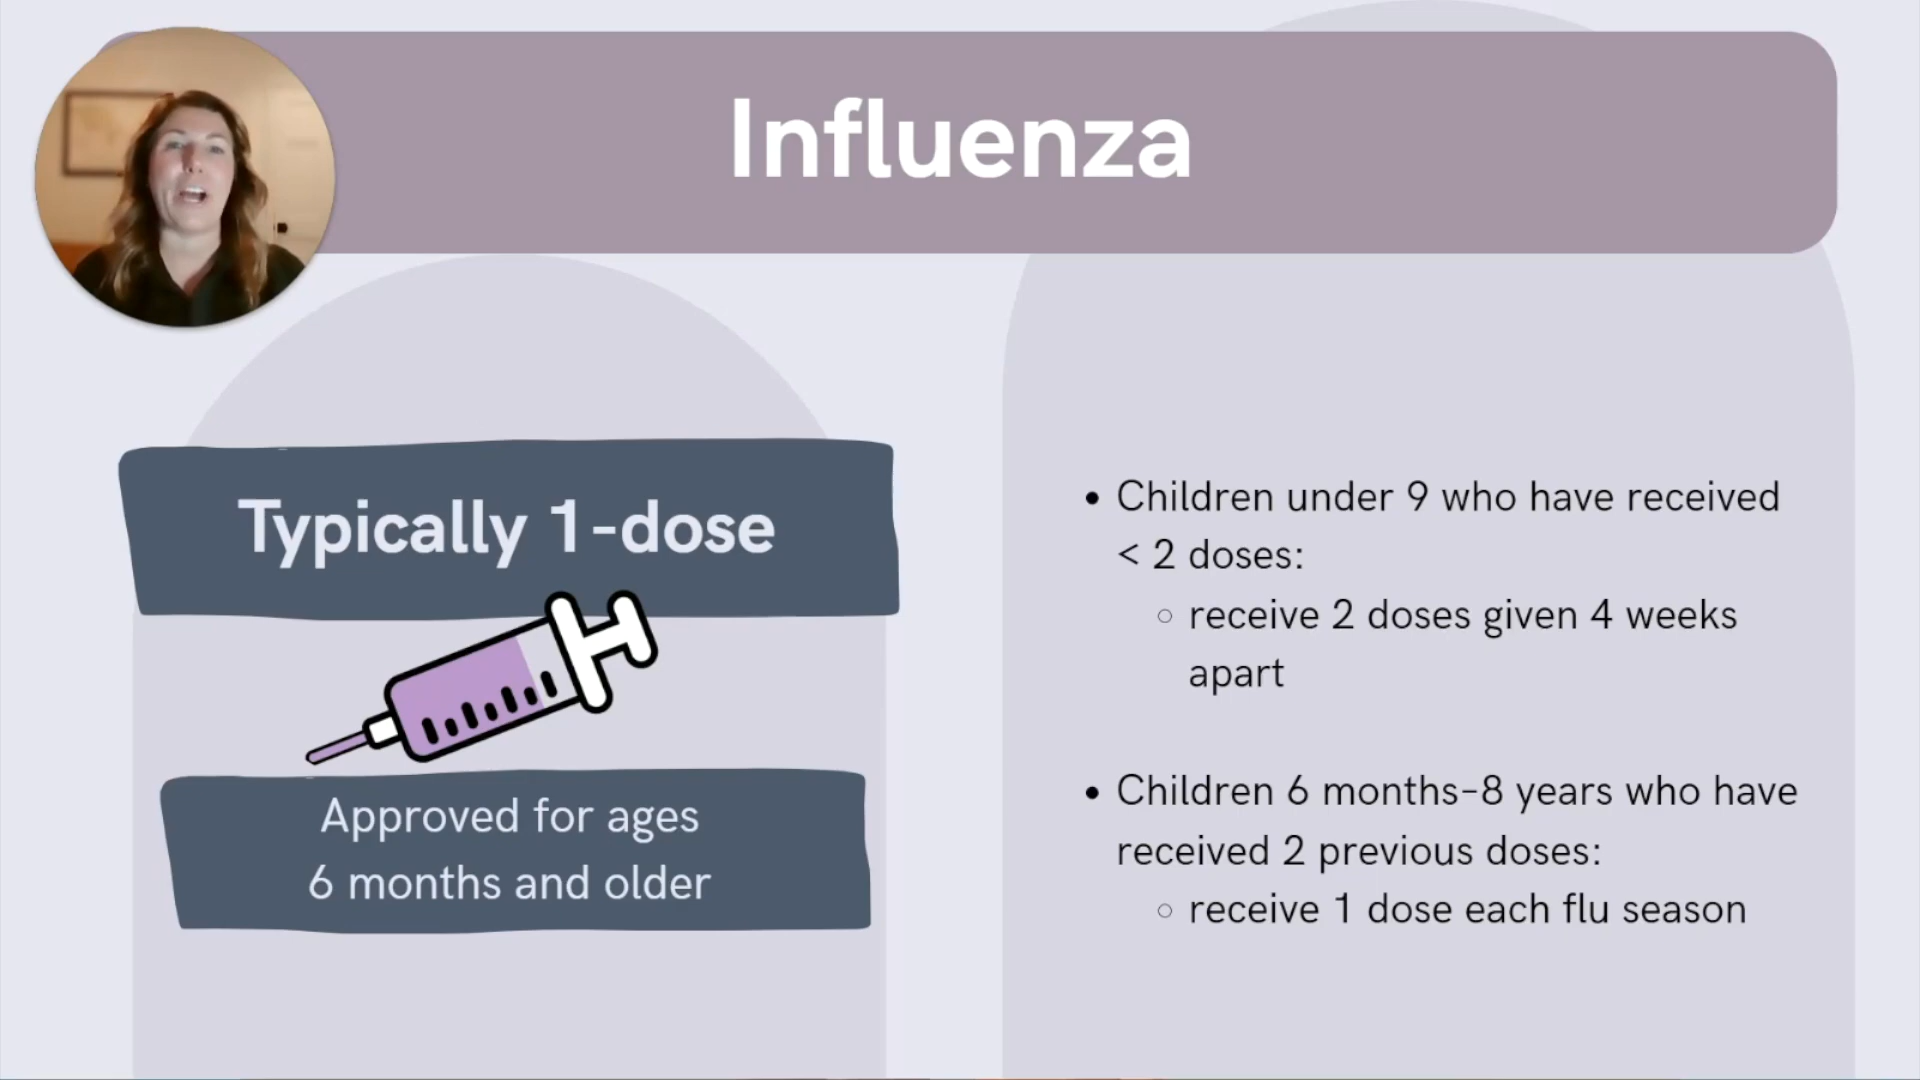 Influenza
Typically 1-dose
Approved for ages
6 months and older
• Children under 9 who have received
< 2 doses:
○ receive 2 doses given 4 weeks
apart
• Children 6 months–8 years who have
received 2 previous doses:
○ receive 1 dose each flu season